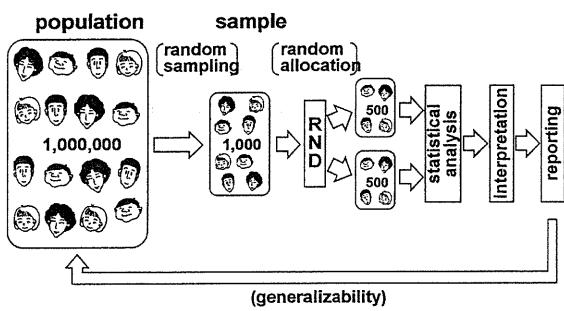 population
sample
random
sampling
random
allocation
1,000,000
1,000
RND
500
500
statistical
analysis
interpretation
reporting
(generalizability)